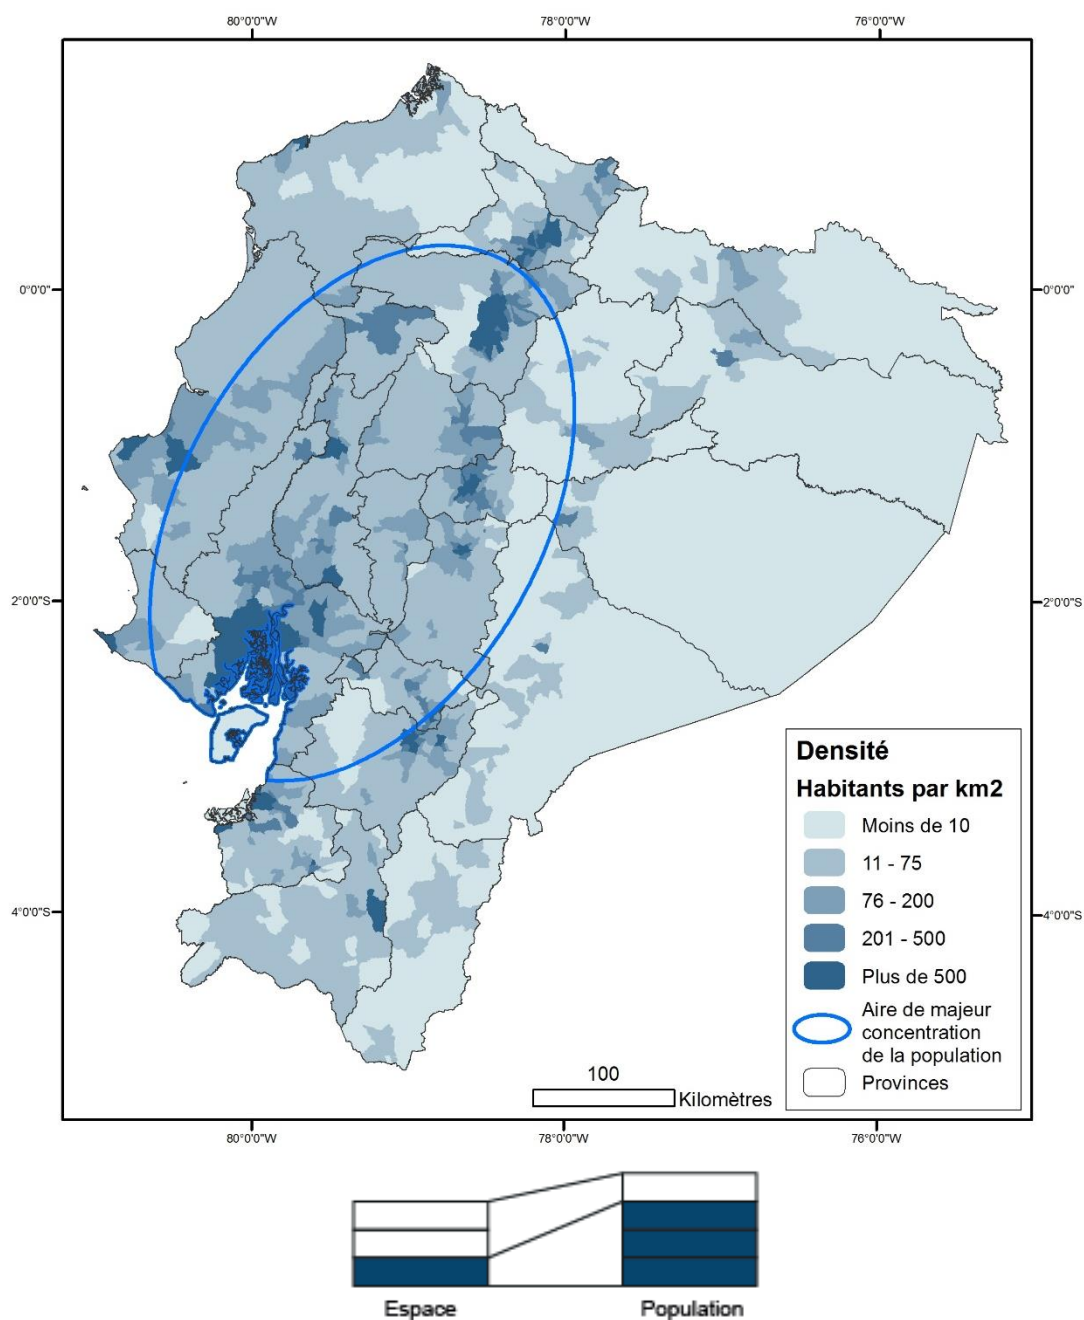 80°0'0"W 78°0'0"W 76°0'0"W
0°0'0" 0°0'0"
2°0'0"S 2°0'0"S
4°0'0"S 4°0'0"S
Densité
Habitants par km2
Moins de 10
11 - 75
76 - 200
201 - 500
Plus de 500
Aire de majeur
concentration
de la population
Provinces
100
Kilomètres
80°0'0"W 78°0'0"W 76°0'0"W
Espace Population